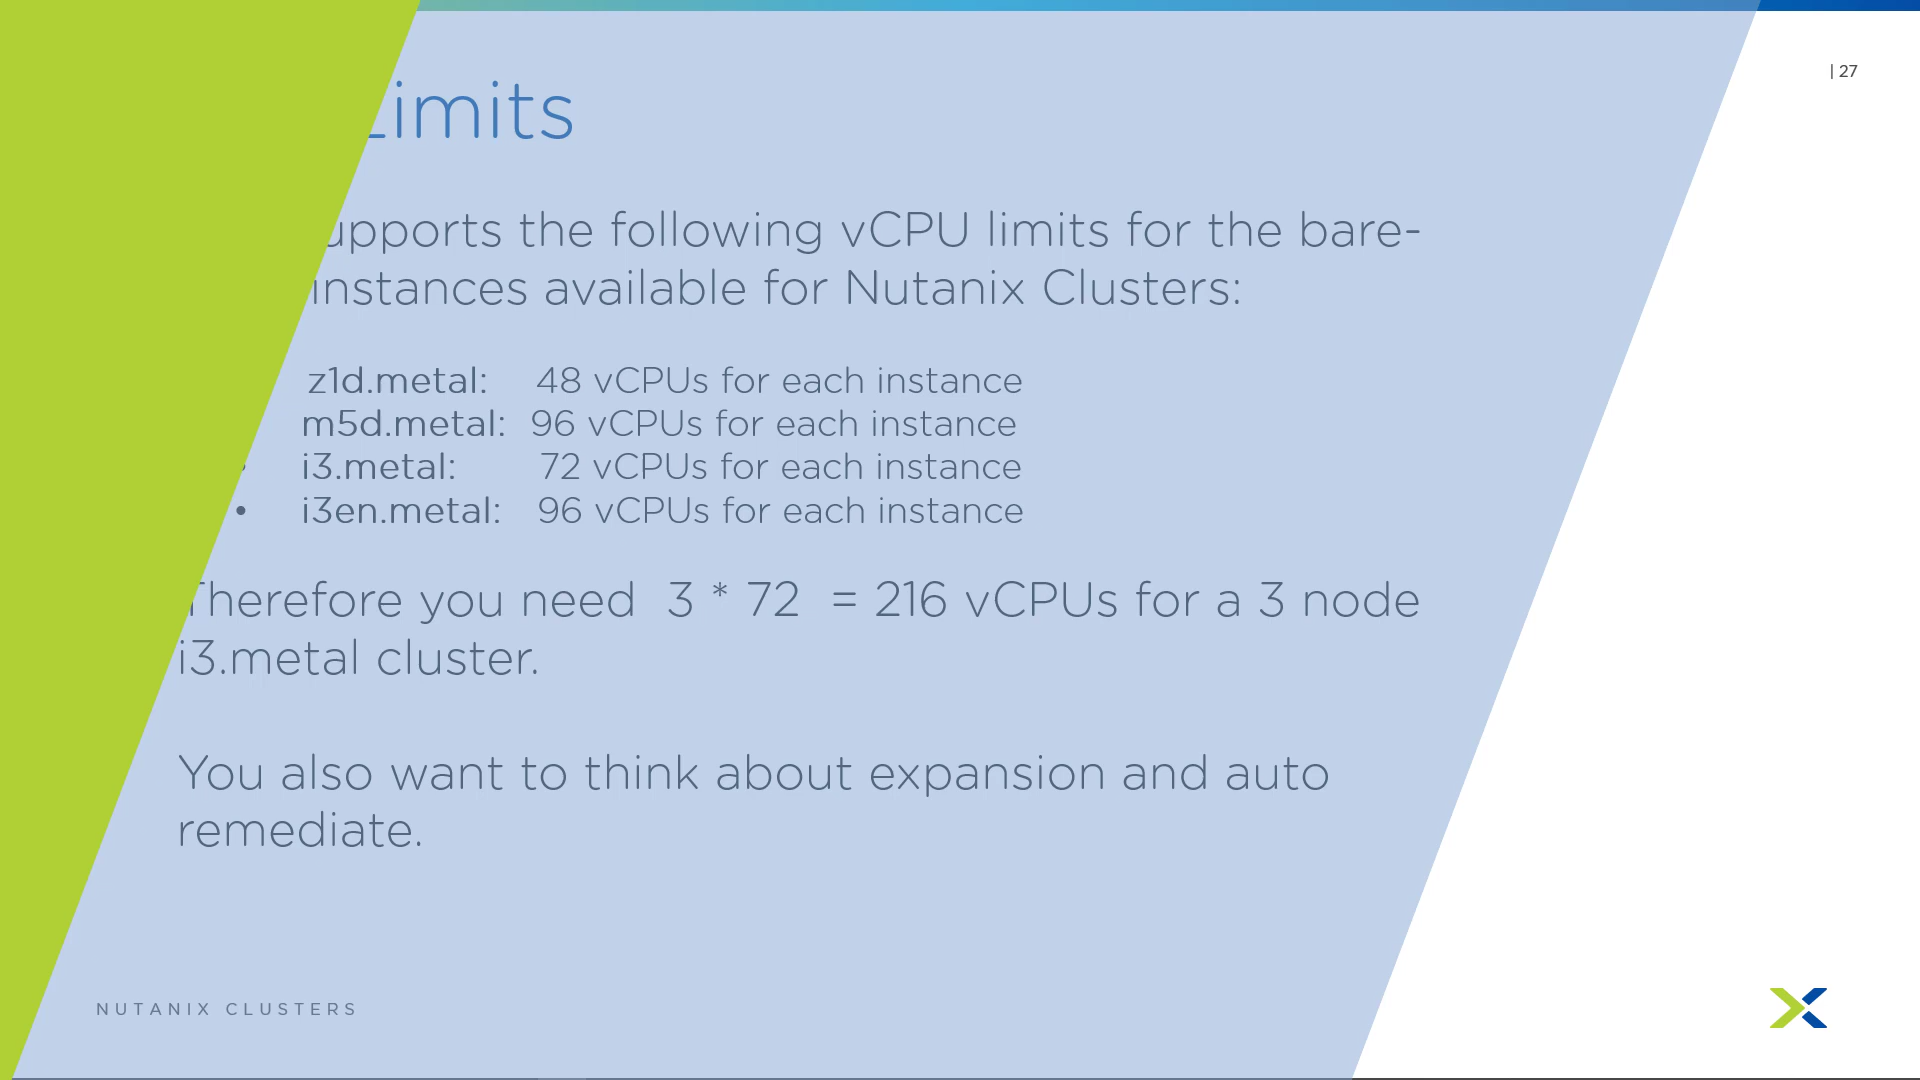 | 27
Limits
upports the following vCPU limits for the bare-
instances available for Nutanix Clusters:
z1d.metal: 48 vCPUs for each instance
m5d.metal: 96 vCPUs for each instance
• i3.metal: 72 vCPUs for each instance
• i3en.metal: 96 vCPUs for each instance
Therefore you need 3 * 72 = 216 vCPUs for a 3 node
i3.metal cluster.
You also want to think about expansion and auto
remediate.
NUTANIX CLUSTERS